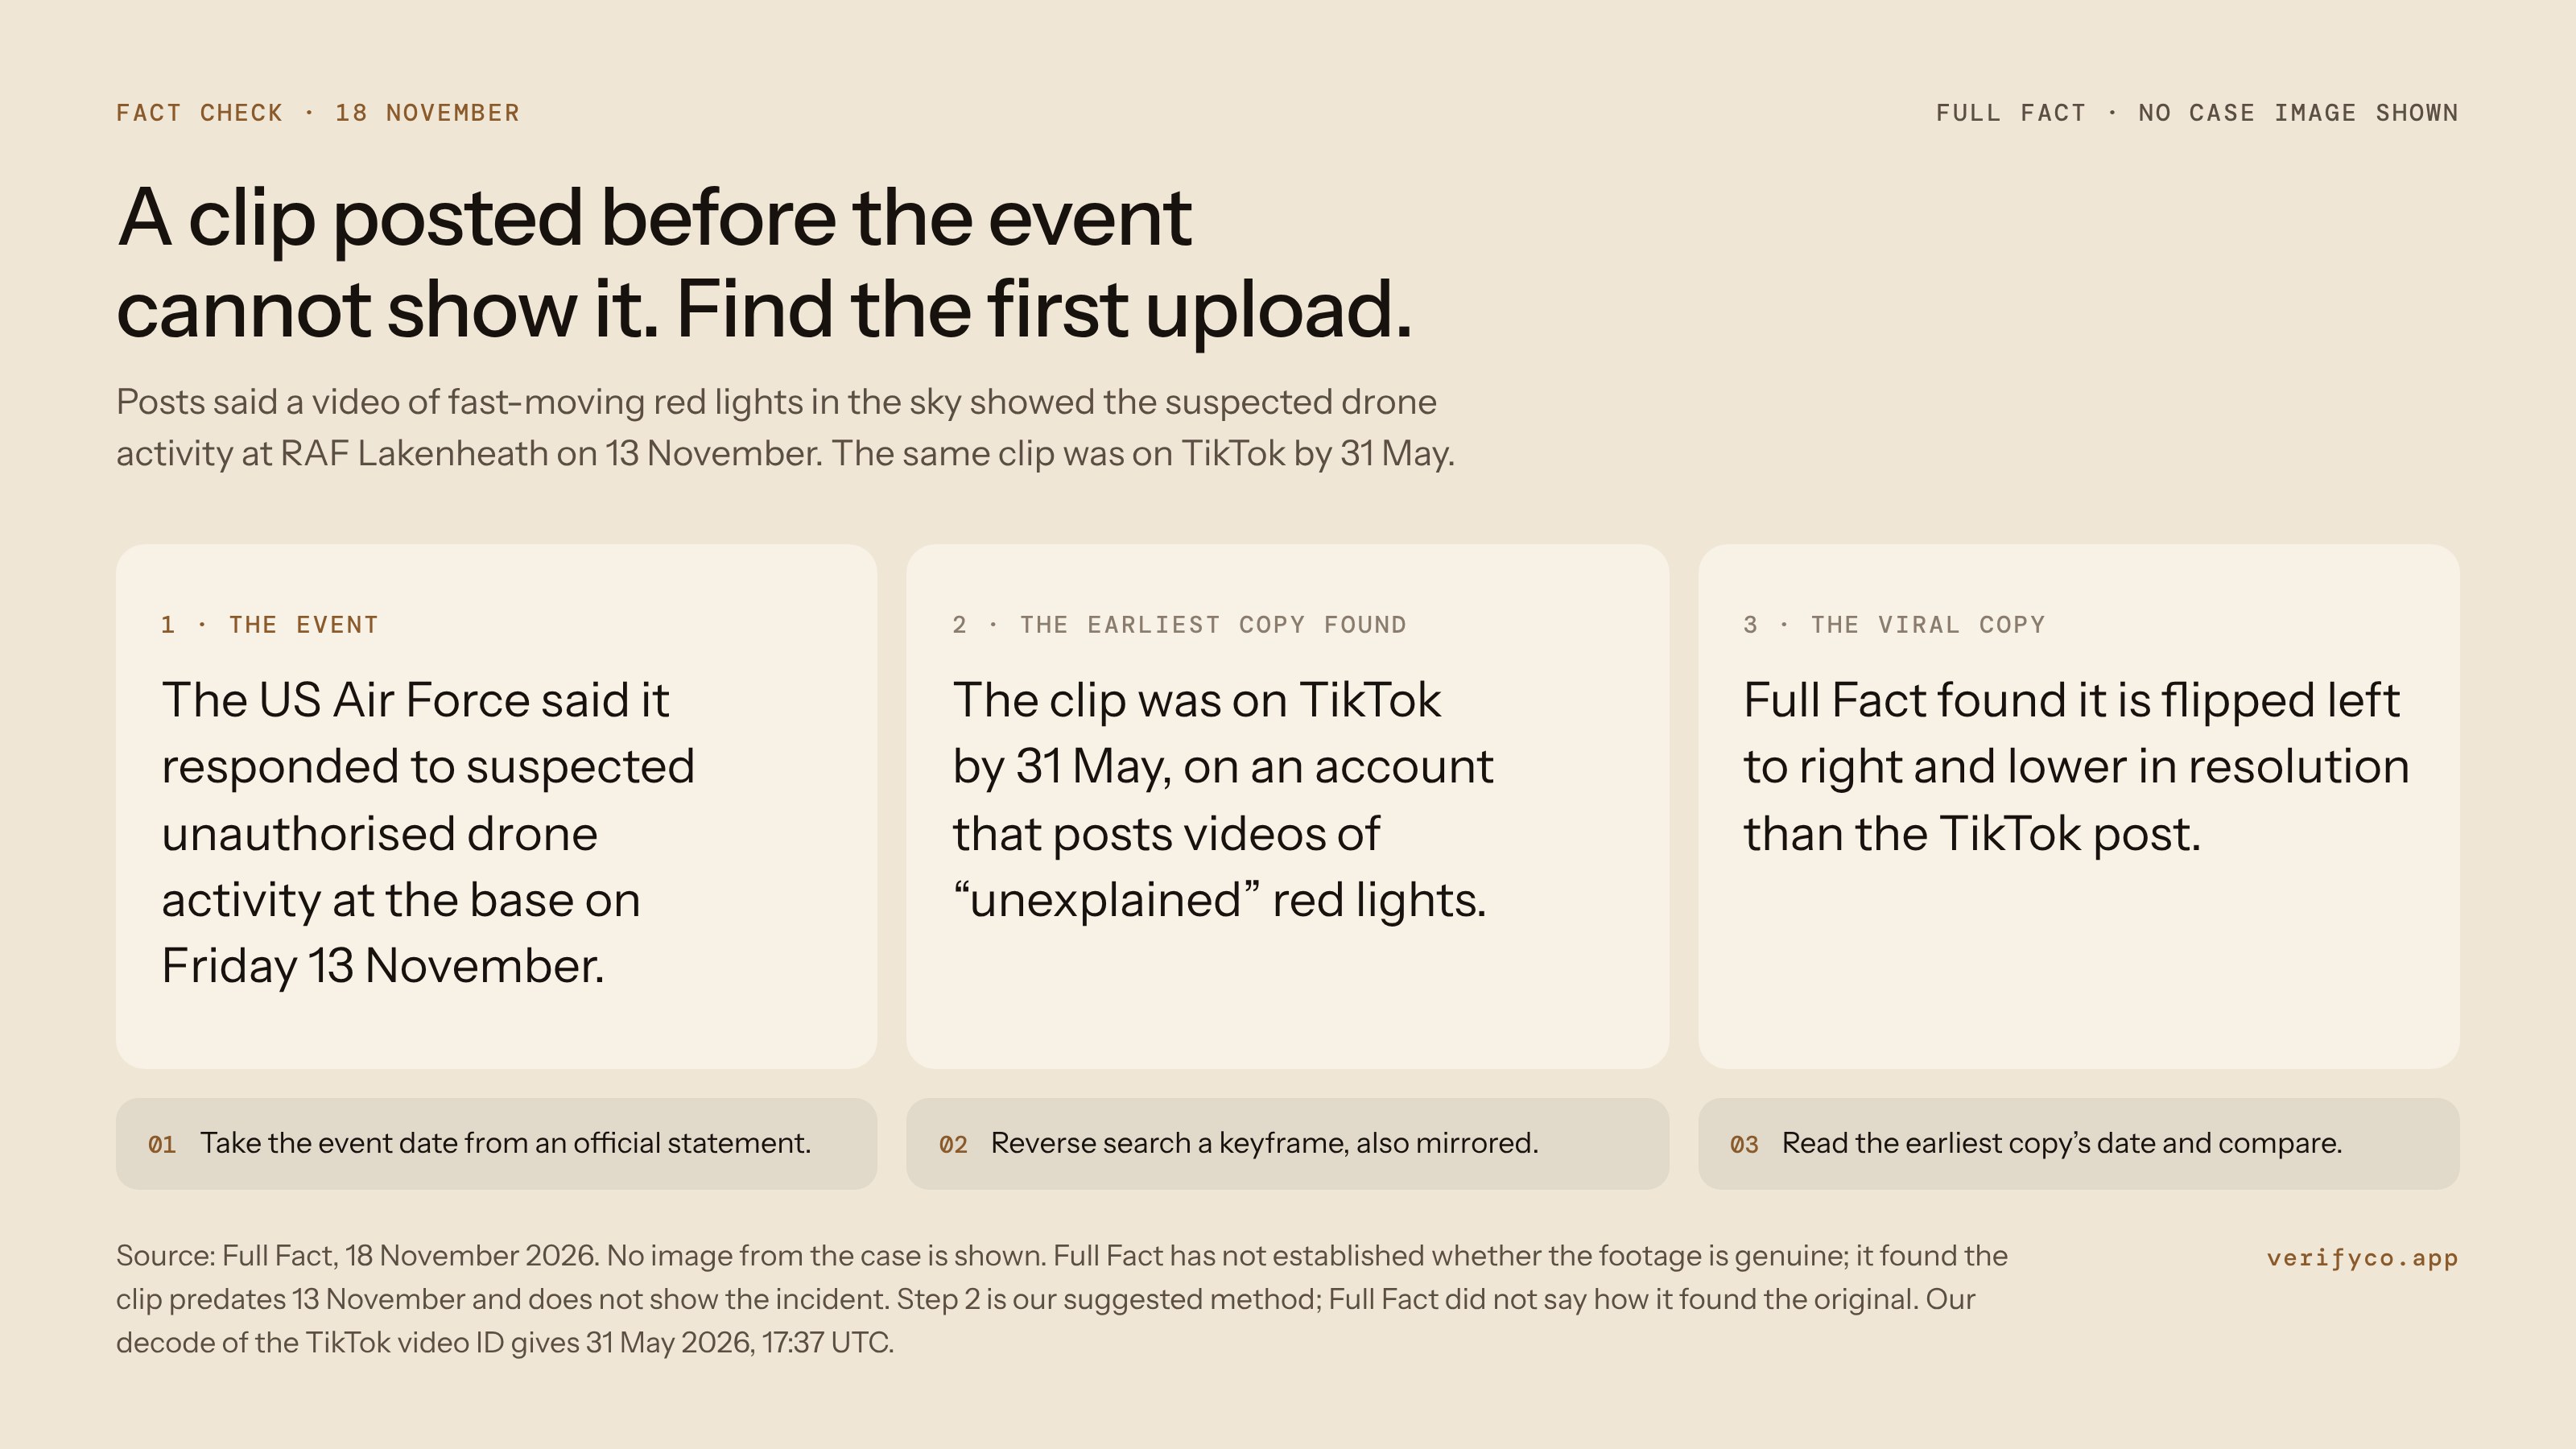 FACT CHECK · 18 NOVEMBER
FULL FACT · NO CASE IMAGE SHOWN
A clip posted before the event
cannot show it. Find the first upload.
Posts said a video of fast-moving red lights in the sky showed the suspected drone
activity at RAF Lakenheath on 13 November. The same clip was on TikTok by 31 May.
1 · THE EVENT
The US Air Force said it
responded to suspected
unauthorised drone
activity at the base on
Friday 13 November.
2 · THE EARLIEST COPY FOUND
The clip was on TikTok
by 31 May, on an account
that posts videos of
“unexplained” red lights.
3 · THE VIRAL COPY
Full Fact found it is flipped left
to right and lower in resolution
than the TikTok post.
01 Take the event date from an official statement.
02 Reverse search a keyframe, also mirrored.
03 Read the earliest copy’s date and compare.
Source: Full Fact, 18 November 2026. No image from the case is shown. Full Fact has not established whether the footage is genuine; it found the
clip predates 13 November and does not show the incident. Step 2 is our suggested method; Full Fact did not say how it found the original. Our
decode of the TikTok video ID gives 31 May 2026, 17:37 UTC.
verifyco.app